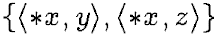 {⟨*x, y⟩, ⟨*x, z⟩}